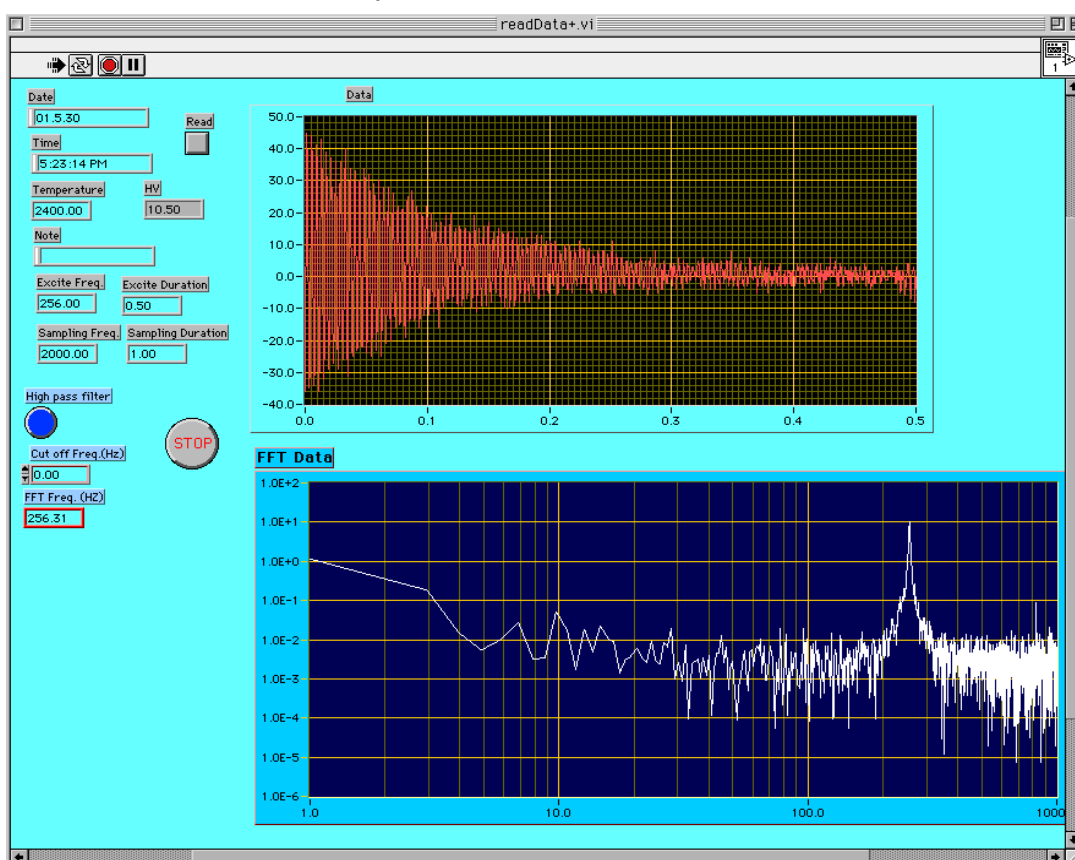 readData+.vi
1
Date
01.5.30
Read
Time
5:23:14 PM
Temperature
HV
2400.00
10.50
Note
Excite Freq.
Excite Duration
256.00
0.50
Sampling Freq.
Sampling Duration
2000.00
1.00
High pass filter
STOP
Cut off Freq.(Hz)
0.00
FFT Freq. (HZ)
256.31
Data
50.0
40.0
30.0
20.0
10.0
0.0
-10.0
-20.0
-30.0
-40.0
0.0 0.1 0.2 0.3 0.4 0.5
FFT Data
1.0E+2
1.0E+1
1.0E+0
1.0E-1
1.0E-2
1.0E-3
1.0E-4
1.0E-5
1.0E-6
1.0 10.0 100.0 1000